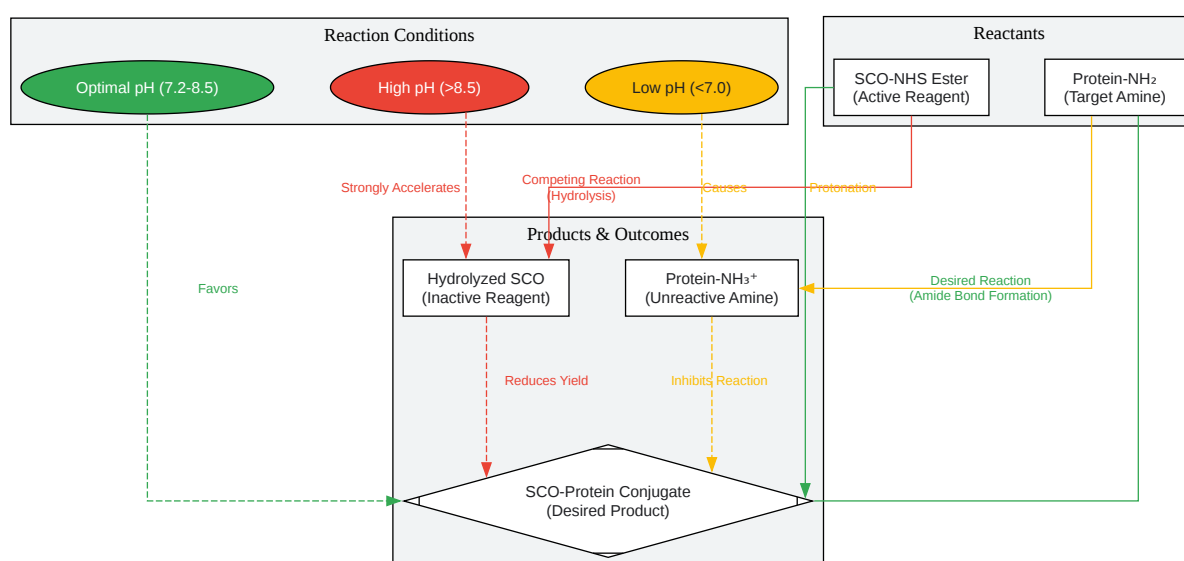 Reaction Conditions
Reactants
Optimal pH (7.2-8.5)
High pH (>8.5)
Low pH (<7.0)
SCO-NHS Ester
(Active Reagent)
Protein-NH₂
(Target Amine)
Strongly Accelerates
Competing Reaction
(Hydrolysis)
Causes
Protonation
Products & Outcomes
Favors
Hydrolyzed SCO
(Inactive Reagent)
Protein-NH₃⁺
(Unreactive Amine)
Desired Reaction
(Amide Bond Formation)
Reduces Yield
Inhibits Reaction
SCO-Protein Conjugate
(Desired Product)